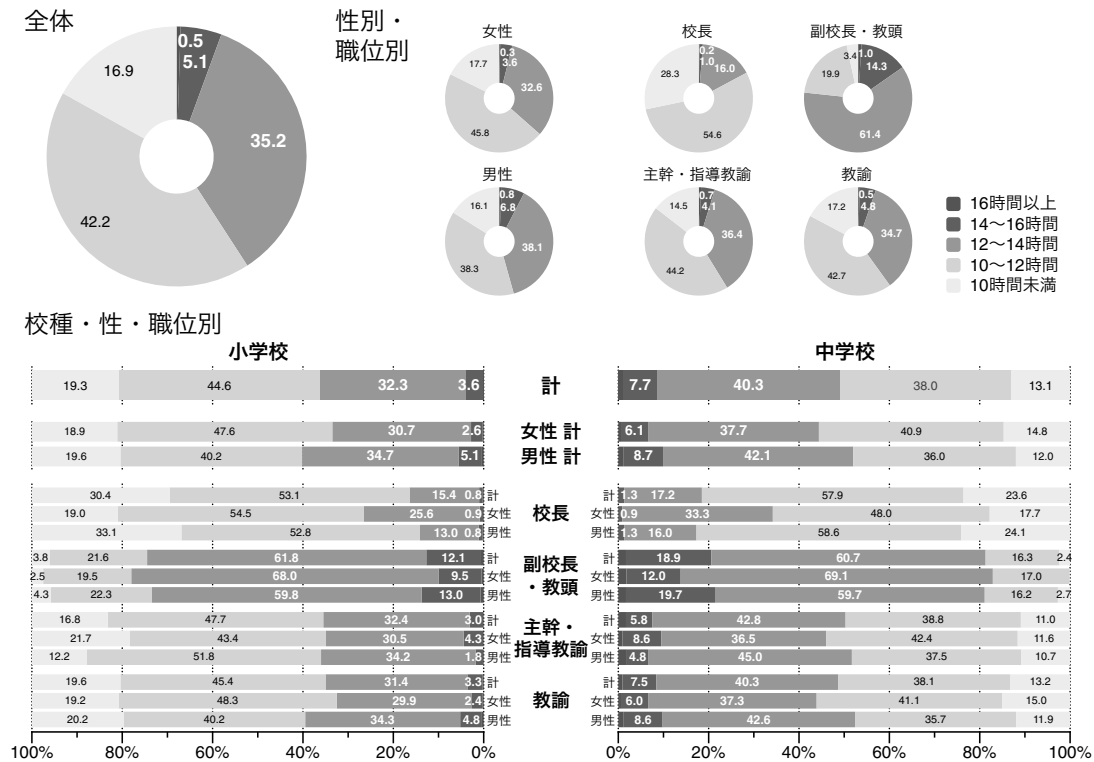 全体
0.5
5.1
35.2
42.2
16.9
性別・
職位別
女性
0.3
3.6
32.6
45.8
17.7
校長
0.2
1.0
16.0
54.6
28.3
副校長・教頭
1.0
14.3
61.4
19.9
3.4
男性
0.8
6.8
38.1
38.3
16.1
主幹・指導教諭
0.7
4.1
36.4
44.2
14.5
教諭
0.5
4.8
34.7
42.7
17.2
16時間以上
14〜16時間
12〜14時間
10〜12時間
10時間未満
校種・性・職位別
小学校 中学校
19.3 44.6 32.3 3.6 計 7.7 40.3 38.0 13.1
18.9 47.6 30.7 2.6 女性 計 6.1 37.7 40.9 14.8
19.6 40.2 34.7 5.1 男性 計 8.7 42.1 36.0 12.0
校長
30.4 53.1 15.4 0.8 計 計 1.3 17.2 57.9 23.6
19.0 54.5 25.6 0.9 女性 女性 0.9 33.3 48.0 17.7
33.1 52.8 13.0 0.8 男性 男性 1.3 16.0 58.6 24.1
副校長
・教頭
3.8 21.6 61.8 12.1 計 計 18.9 60.7 16.3 2.4
2.5 19.5 68.0 9.5 女性 女性 12.0 69.1 17.0
4.3 22.3 59.8 13.0 男性 男性 19.7 59.7 16.2 2.7
主幹・
指導教諭
16.8 47.7 32.4 3.0 計 計 5.8 42.8 38.8 11.0
21.7 43.4 30.5 4.3 女性 女性 8.6 36.5 42.4 11.6
12.2 51.8 34.2 1.8 男性 男性 4.8 45.0 37.5 10.7
教諭
19.6 45.4 31.4 3.3 計 計 7.5 40.3 38.1 13.2
19.2 48.3 29.9 2.4 女性 女性 6.0 37.3 41.1 15.0
20.2 40.2 34.3 4.8 男性 男性 8.6 42.6 35.7 11.9
100% 80% 60% 40% 20% 0% 0% 20% 40% 60% 80% 100%